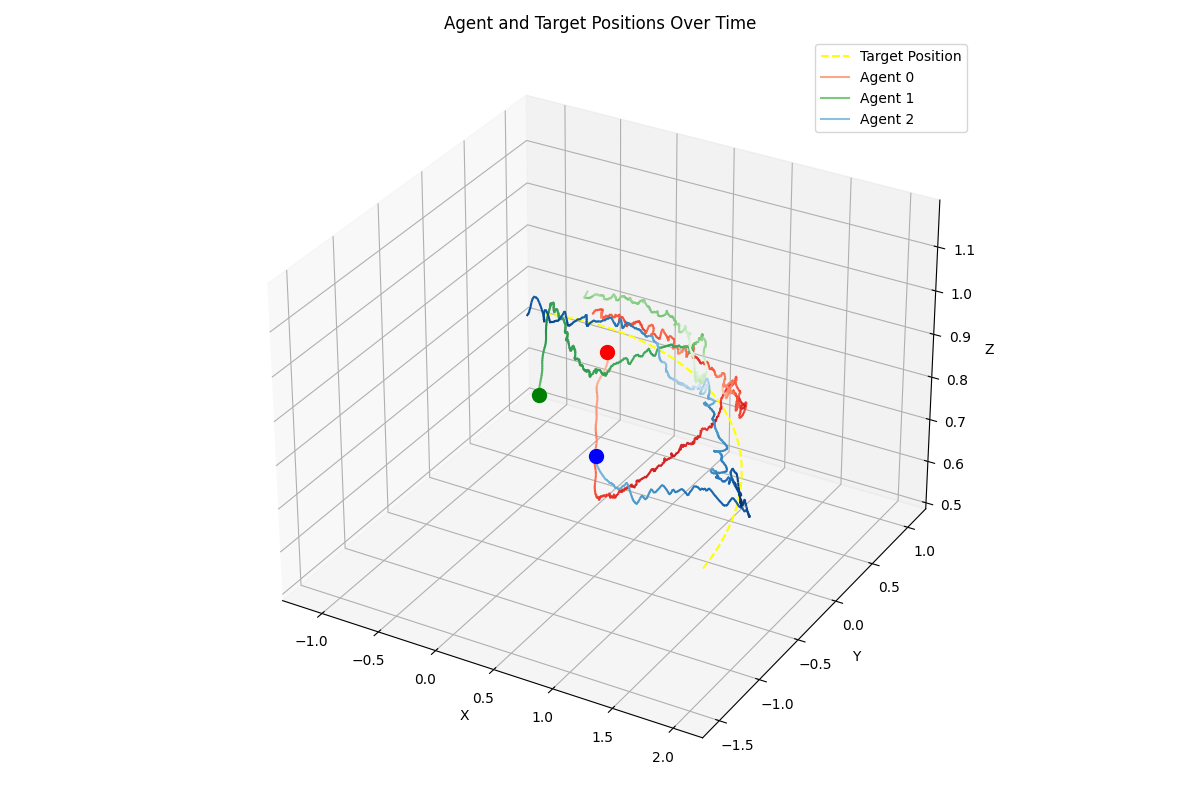 Agent and Target Positions Over Time
Target Position
Agent 0
Agent 1
Agent 2
1.1
1.0
0.9
Z
0.8
0.7
0.6
0.5
1.0
0.5
0.0
Y
−0.5
−1.0
−1.5
−1.0
−0.5
0.0
0.5
X
1.0
1.5
2.0